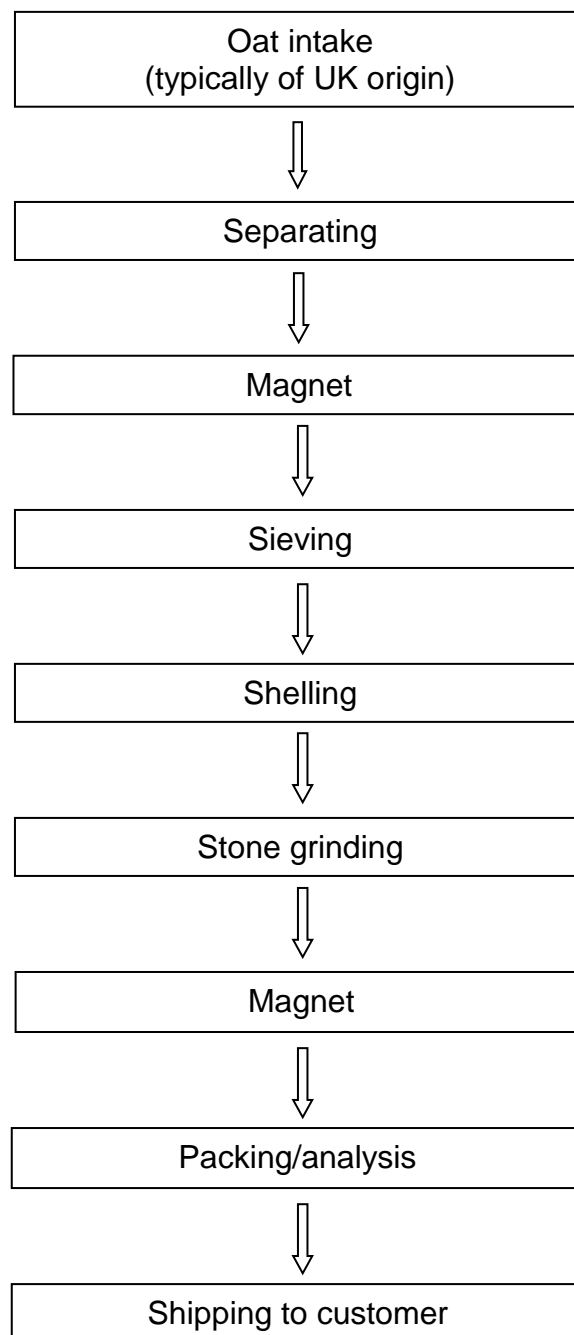 Oat intake
(typically of UK origin)
Separating
Magnet
Sieving
Shelling
Stone grinding
Magnet
Packing/analysis
Shipping to customer